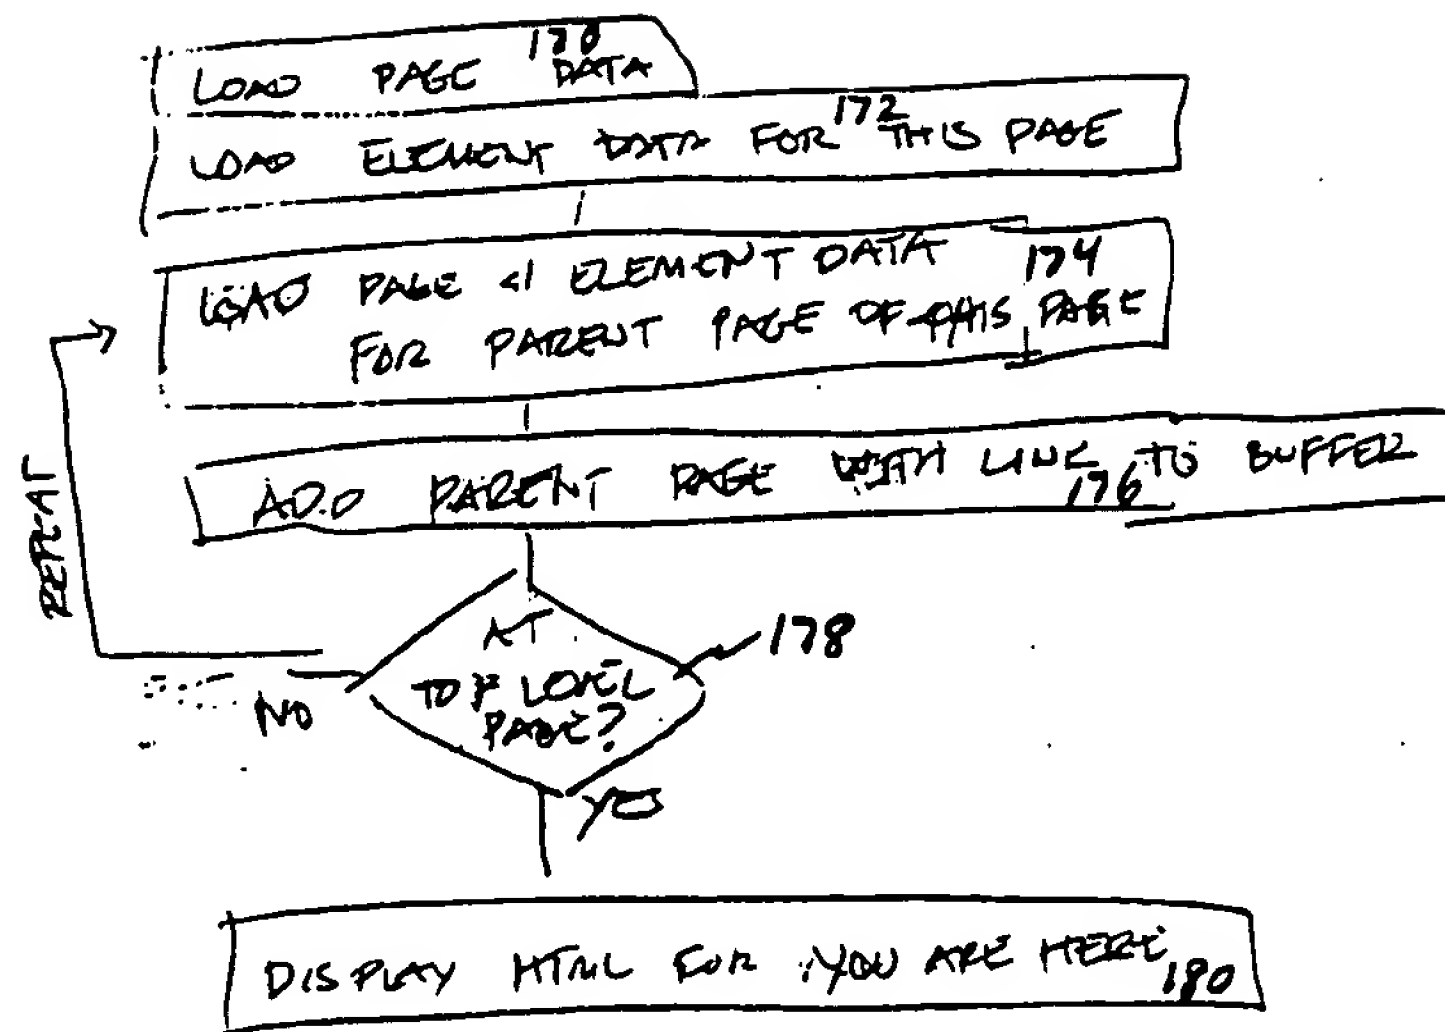 170
LOAD PAGE DATA
172
LOAD ELEMENT DATA FOR THIS PAGE
LOAD PAGE & ELEMENT DATA 174
FOR PARENT PAGE OF THIS PAGE
ADD PARENT PAGE WITH LINK TO BUFFER
176
REPEAT
AT
TOP LEVEL
PAGE?
178
NO
YES
DISPLAY HTML FOR YOU ARE HERE
180